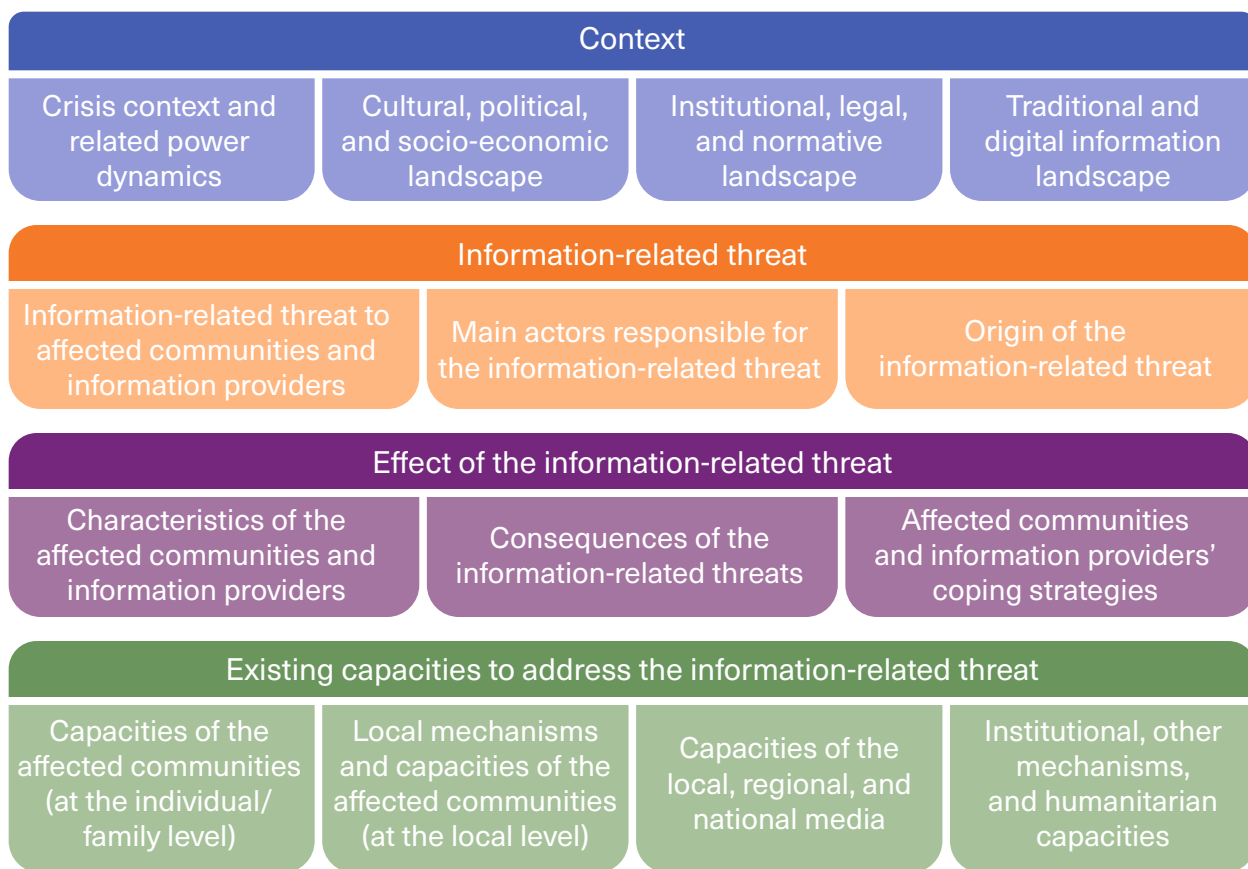 Context
Crisis context and
related power
dynamics
Cultural, political,
and socio-economic
landscape
Institutional, legal,
and normative
landscape
Traditional and
digital information
landscape
Information-related threat
Information-related threat to
affected communities and
information providers
Main actors responsible for
the information-related threat
Origin of the
information-related threat
Effect of the information-related threat
Characteristics of the
affected communities and
information providers
Consequences of the
information-related threats
Affected communities
and information providers’
coping strategies
Existing capacities to address the information-related threat
Capacities of the
affected communities
(at the individual/
family level)
Local mechanisms
and capacities of the
affected communities
(at the local level)
Capacities of the
local, regional, and
national media
Institutional, other
mechanisms,
and humanitarian
capacities